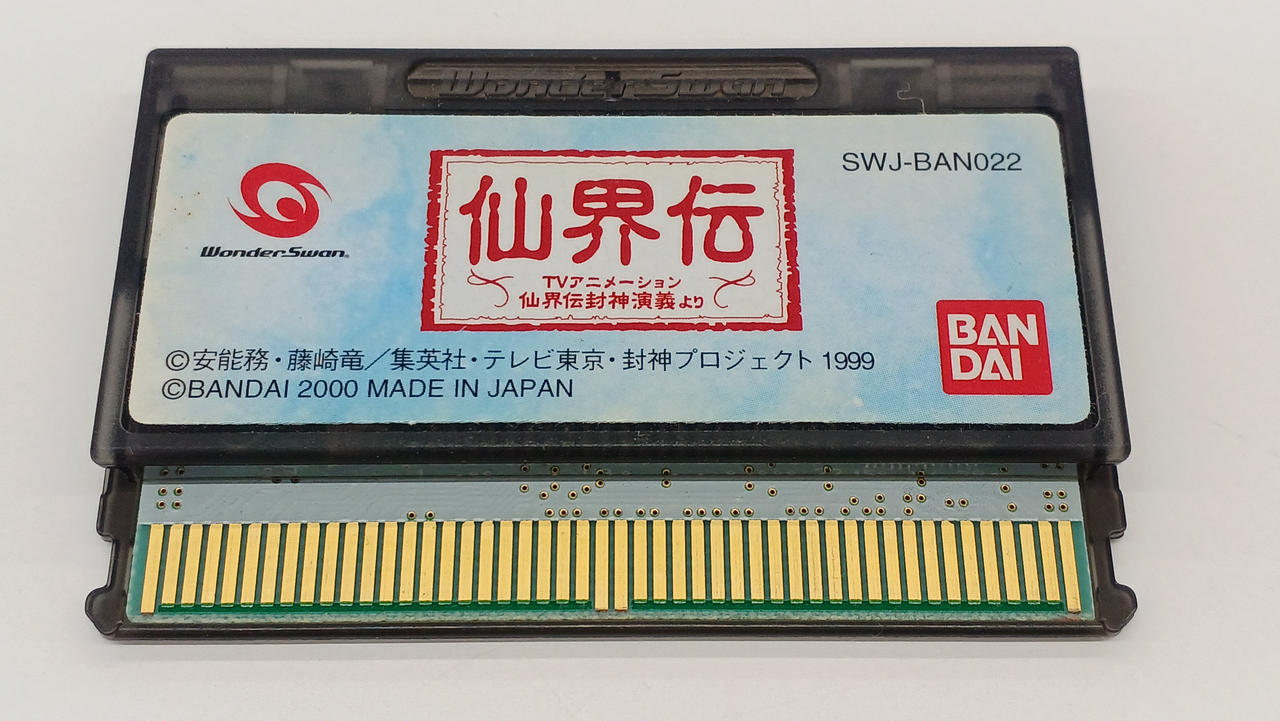 WonderSwan
SWJ-BAN022
仙界伝
WonderSwan®
TVアニメーション
仙界伝封神演義より
BAN
DAI
©安能務・藤崎竜／集英社・テレビ東京・封神プロジェクト 1999
©BANDAI 2000 MADE IN JAPAN